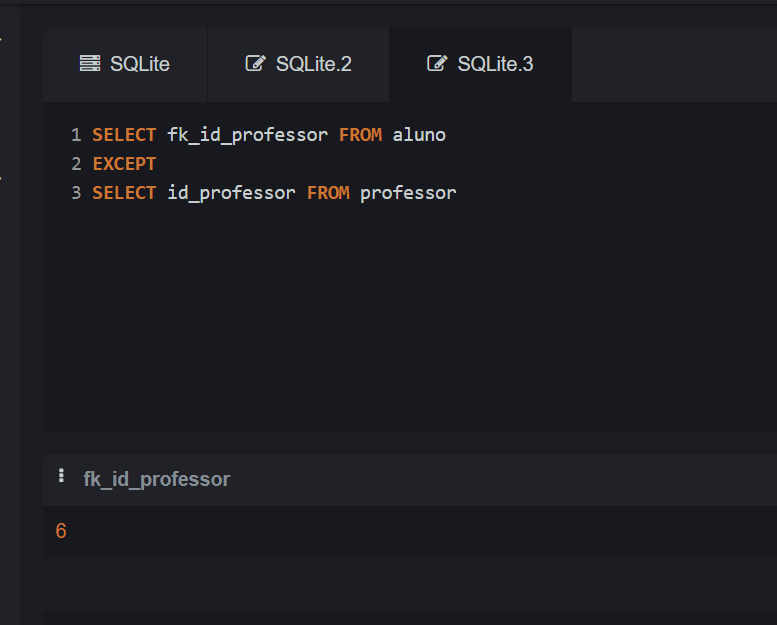 SQLite SQLite.2 SQLite.3
1 SELECT fk_id_professor FROM aluno
2 EXCEPT
3 SELECT id_professor FROM professor
fk_id_professor
6